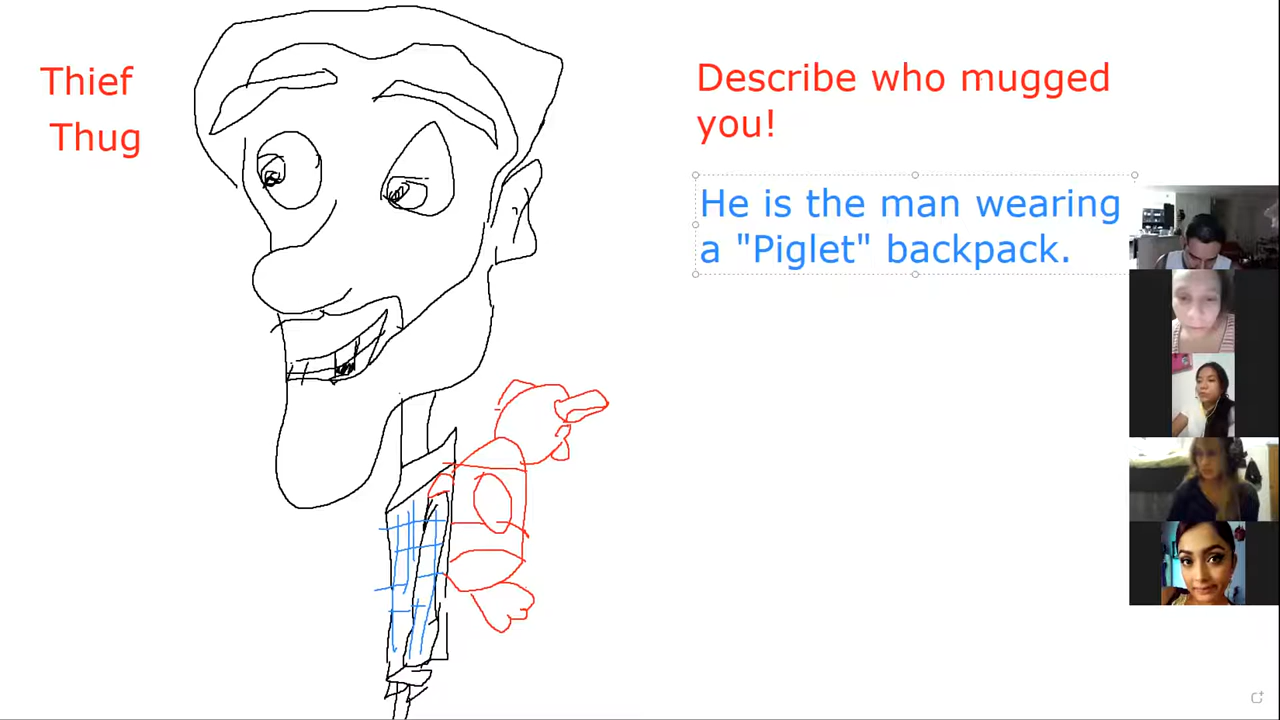 Thief
Thug
Describe who mugged
you!
He is the man wearing
a "Piglet" backpack.